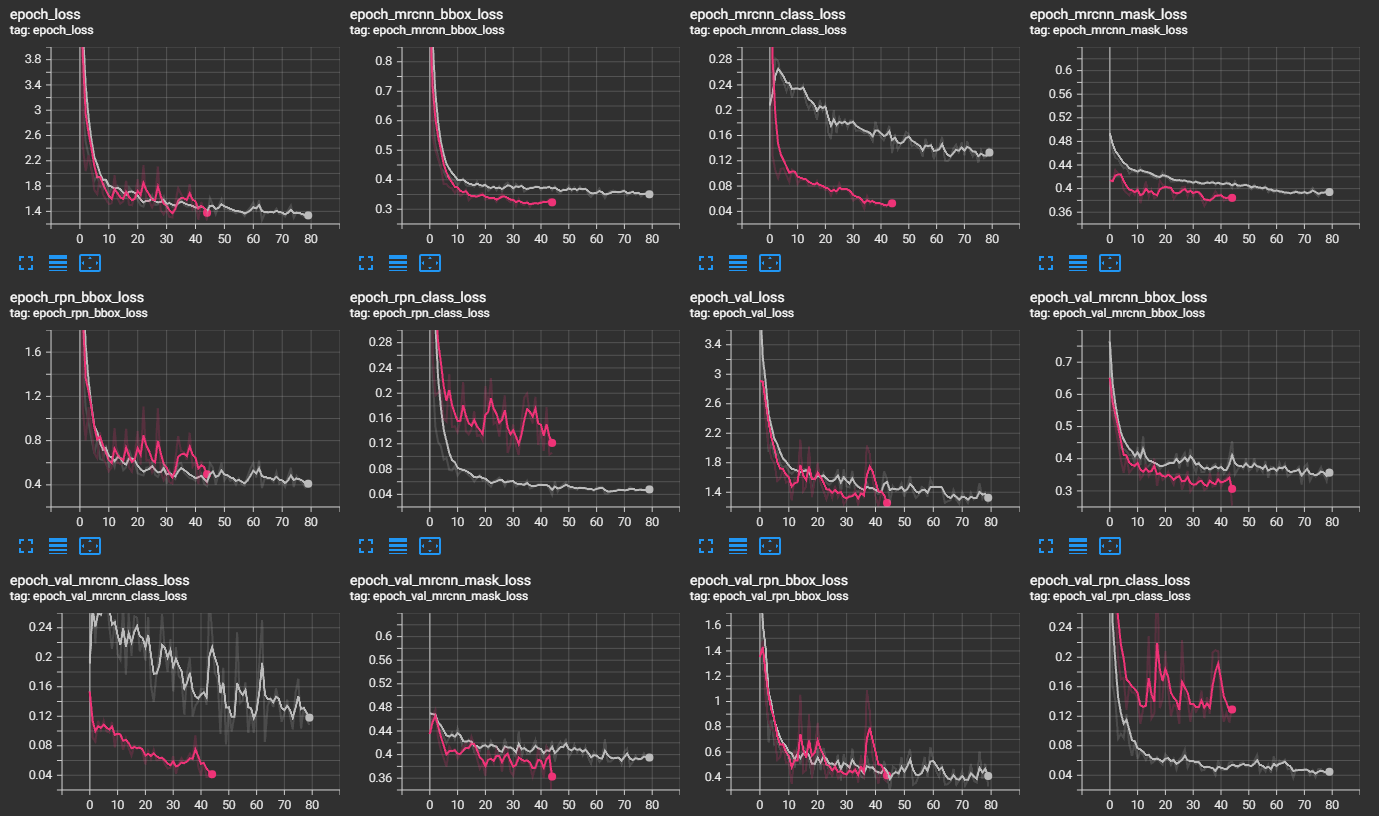 epoch_loss
tag: epoch_loss
3.8
3.4
3
2.6
2.2
1.8
1.4
0 10 20 30 40 50 60 70 80
epoch_mrcnn_bbox_loss
tag: epoch_mrcnn_bbox_loss
0.8
0.7
0.6
0.5
0.4
0.3
0 10 20 30 40 50 60 70 80
epoch_mrcnn_class_loss
tag: epoch_mrcnn_class_loss
0.28
0.24
0.2
0.16
0.12
0.08
0.04
0 10 20 30 40 50 60 70 80
epoch_mrcnn_mask_loss
tag: epoch_mrcnn_mask_loss
0.6
0.56
0.52
0.48
0.44
0.4
0.36
0 10 20 30 40 50 60 70 80
epoch_rpn_bbox_loss
tag: epoch_rpn_bbox_loss
1.6
1.2
0.8
0.4
0 10 20 30 40 50 60 70 80
epoch_rpn_class_loss
tag: epoch_rpn_class_loss
0.28
0.24
0.2
0.16
0.12
0.08
0.04
0 10 20 30 40 50 60 70 80
epoch_val_loss
tag: epoch_val_loss
3.4
3
2.6
2.2
1.8
1.4
0 10 20 30 40 50 60 70 80
epoch_val_mrcnn_bbox_loss
tag: epoch_val_mrcnn_bbox_loss
0.7
0.6
0.5
0.4
0.3
0 10 20 30 40 50 60 70 80
epoch_val_mrcnn_class_loss
tag: epoch_val_mrcnn_class_loss
0.24
0.2
0.16
0.12
0.08
0.04
0 10 20 30 40 50 60 70 80
epoch_val_mrcnn_mask_loss
tag: epoch_val_mrcnn_mask_loss
0.6
0.56
0.52
0.48
0.44
0.4
0.36
0 10 20 30 40 50 60 70 80
epoch_val_rpn_bbox_loss
tag: epoch_val_rpn_bbox_loss
1.6
1.4
1.2
1
0.8
0.6
0.4
0 10 20 30 40 50 60 70 80
epoch_val_rpn_class_loss
tag: epoch_val_rpn_class_loss
0.24
0.2
0.16
0.12
0.08
0.04
0 10 20 30 40 50 60 70 80